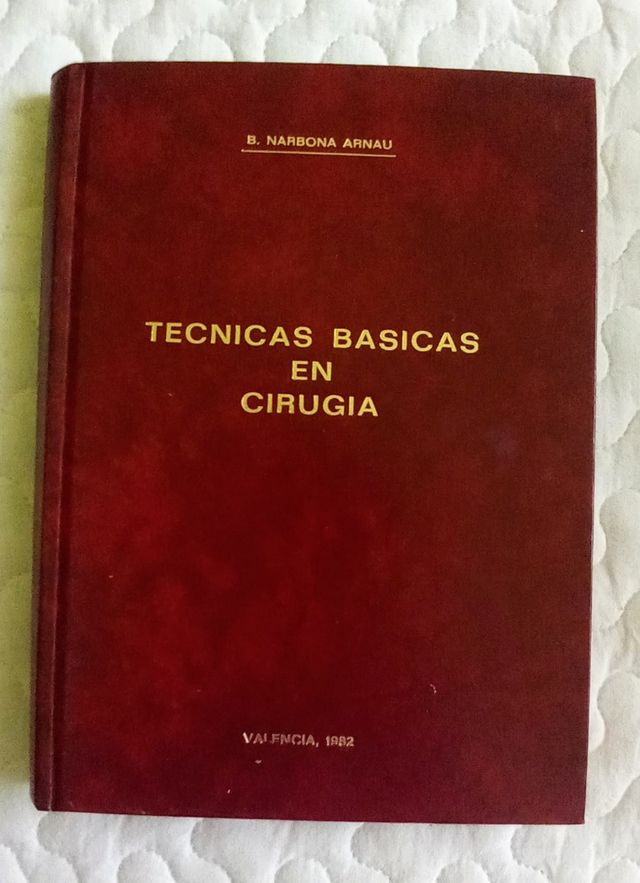 B. NARBONA ARNAU
TECNICAS BASICAS
EN
CIRUGIA
VALENCIA, 1982